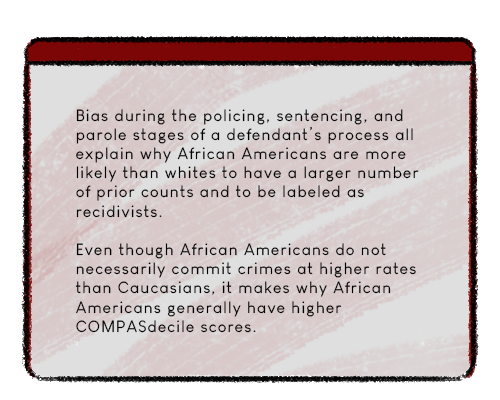 Bias during the policing, sentencing, and
parole stages of a defendant's process all
explain why African Americans are more
likely than whites to have a larger number
of prior counts and to be labeled as
recidivists.
Even though African Americans do not
necessarily commit crimes at higher rates
than Caucasians, it makes why African
Americans generally have higher
COMPASdecile scores.